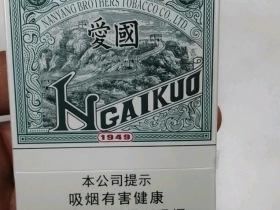 NANYANG BROTHERS TOBACCO CO., LTD.
愛國
NGAIKUO
1949
本公司提示
吸烟有害健康